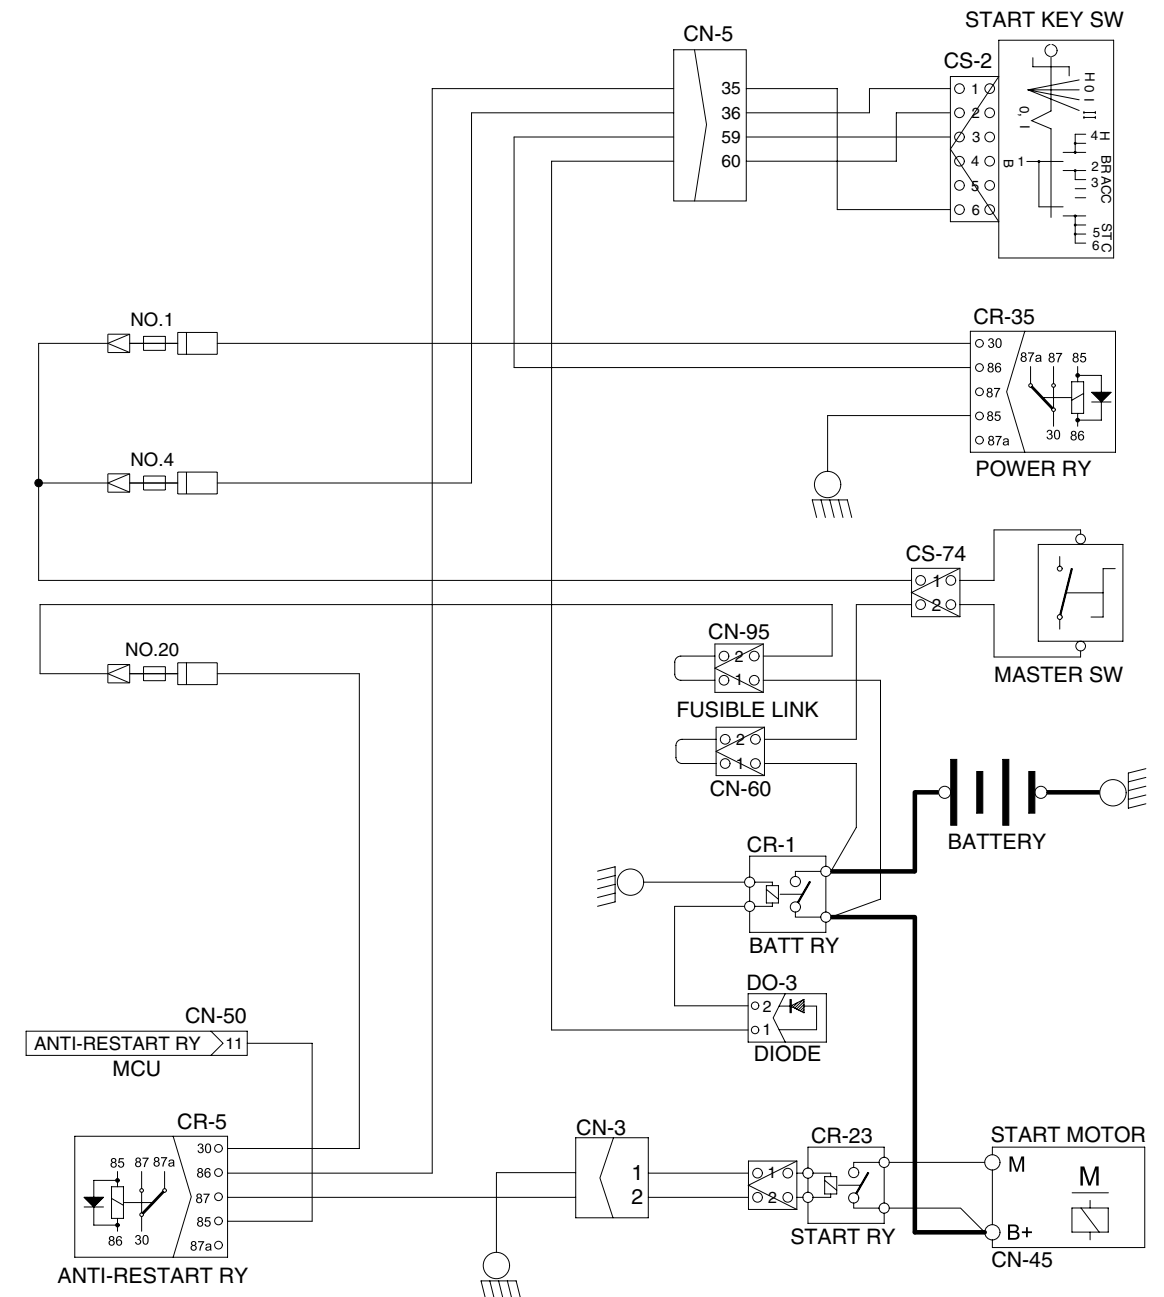 START KEY SW
CN-5
CS-2
35
36
59
60
1
2
3
4
5
6
H
O
I
II
0, I
4
H
B
1
BR
2
ACC
3
ST
5
C
6
NO.1
CR-35
30
86
87
85
87a
87a 87 85
30 86
POWER RY
NO.4
CS-74
1
2
MASTER SW
NO.20
CN-95
2
1
FUSIBLE LINK
2
1
CN-60
BATTERY
CR-1
BATT RY
DO-3
2
1
DIODE
CN-50
ANTI-RESTART RY 11
MCU
CR-5
30
86
87
85
87a
85 87 87a
86 30
ANTI-RESTART RY
CN-3
1
2
CR-23
1
2
START RY
START MOTOR
M
M
B+
CN-45